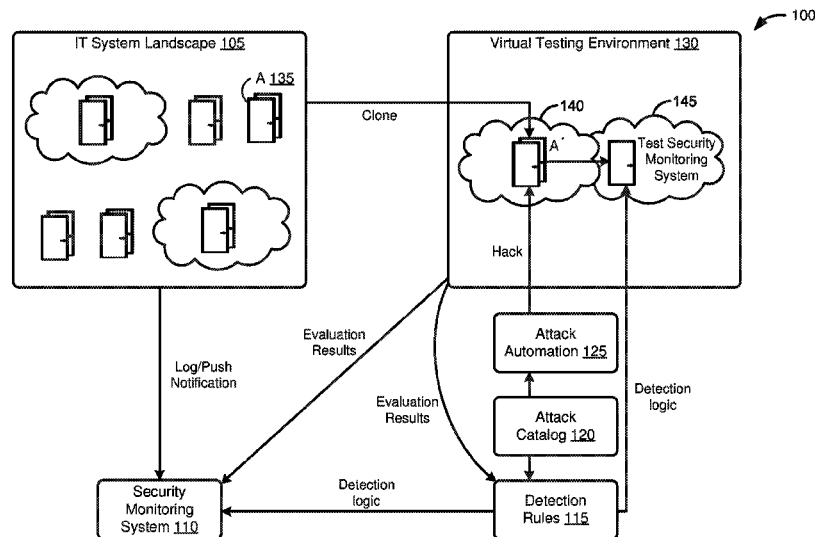 100
IT System Landscape 105
Virtual Testing Environment 130
A 135
140
145
Clone
A´
Test Security
Monitoring
System
Hack
Evaluation
Results
Attack
Automation 125
Log/Push
Notification
Evaluation
Results
Detection
logic
Attack
Catalog 120
Security
Monitoring
System 110
Detection
logic
Detection
Rules 115